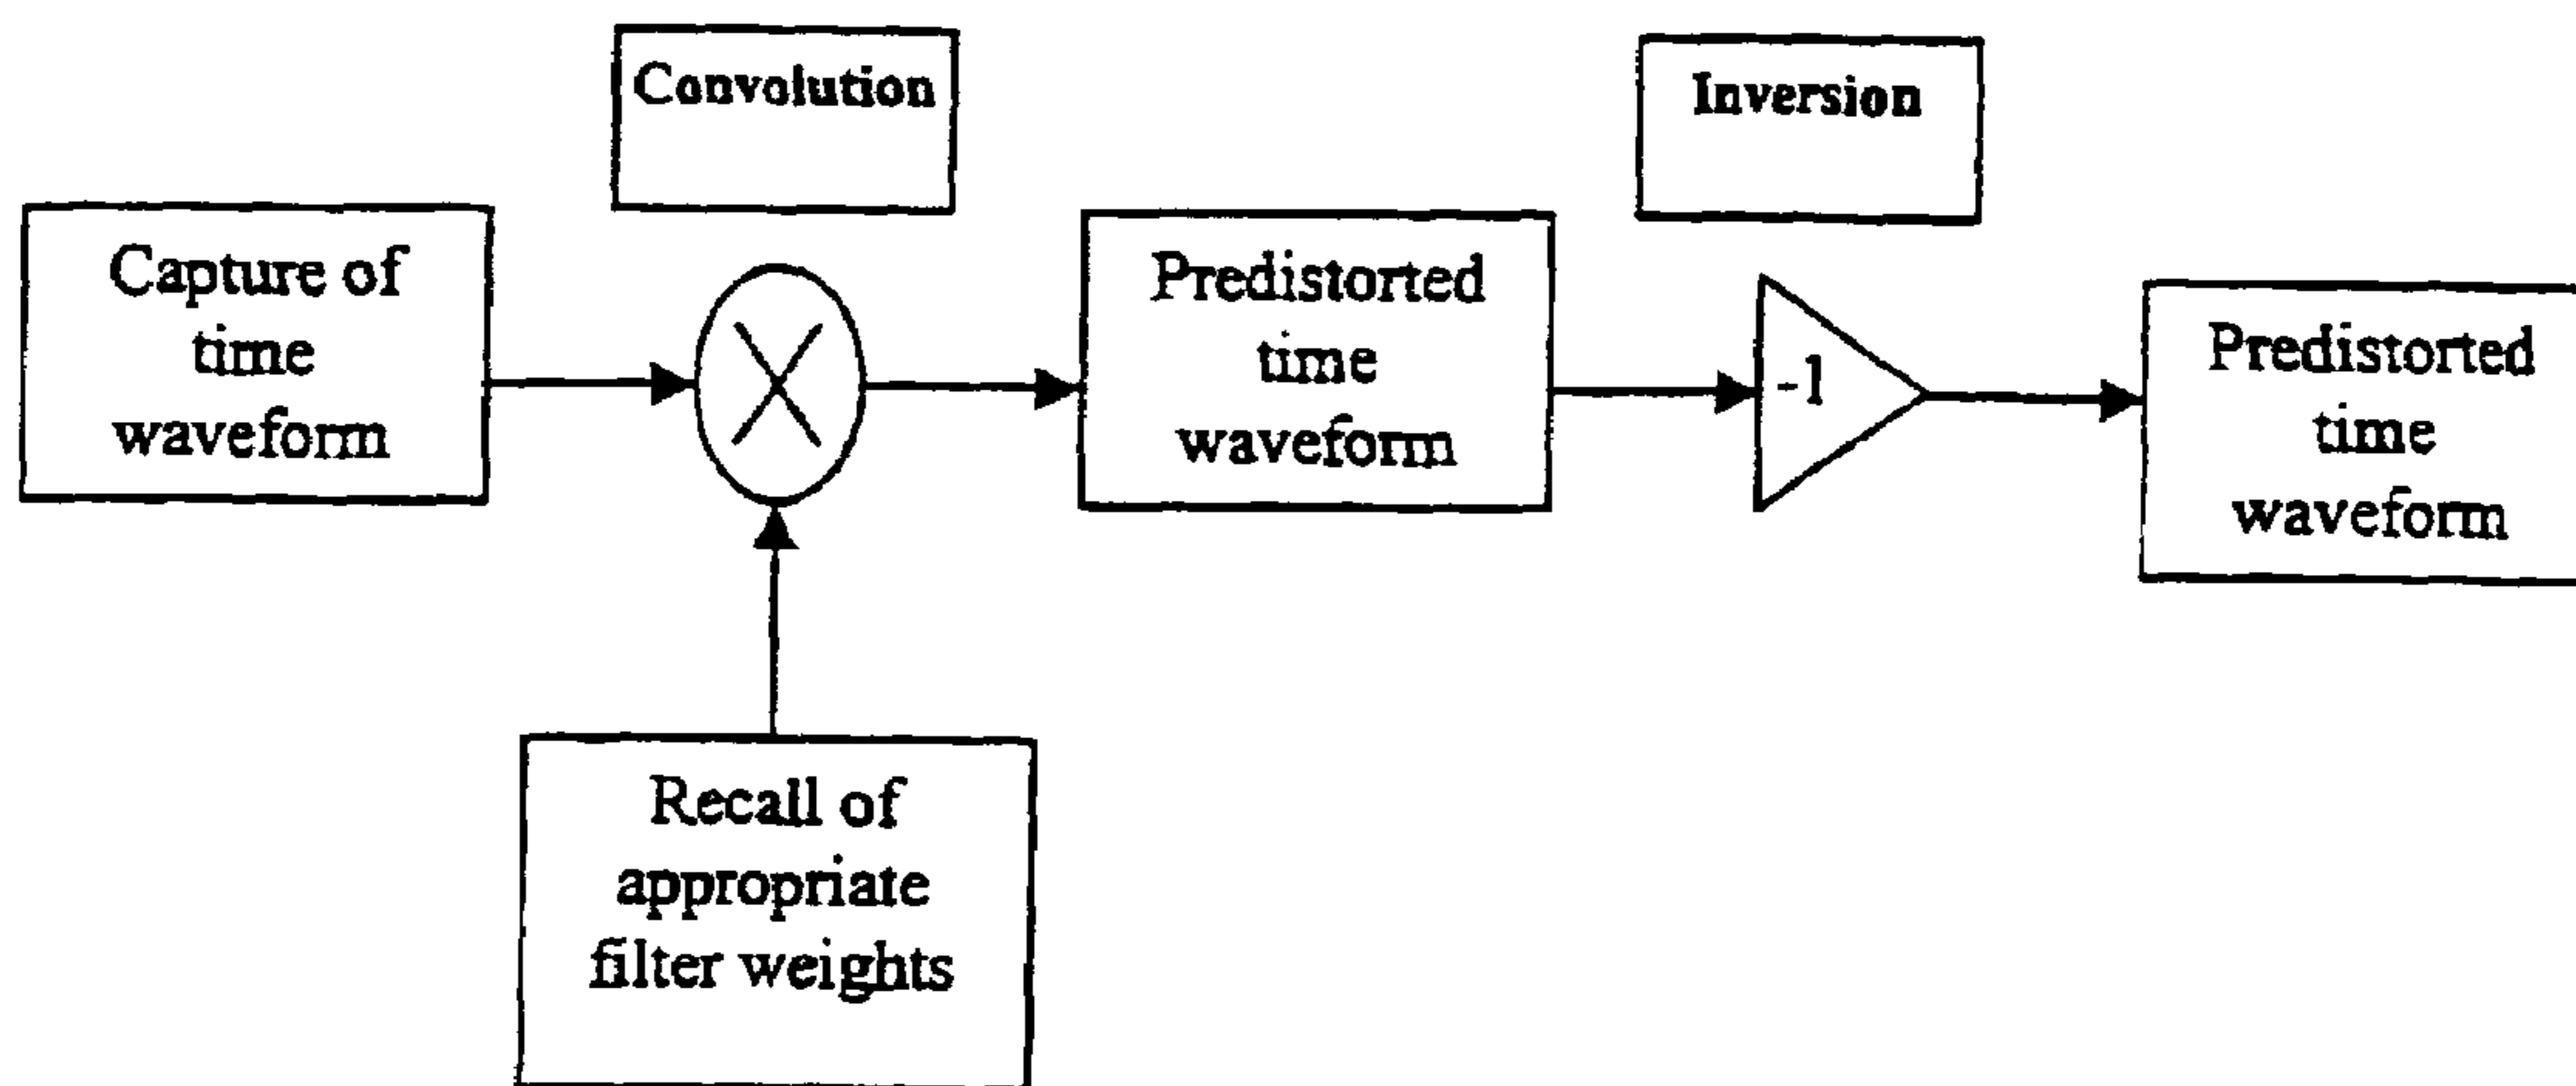 Convolution
Inversion
Capture of
time
waveform
Predistorted
time
waveform
-1
Predistorted
time
waveform
Recall of
appropriate
filter weights